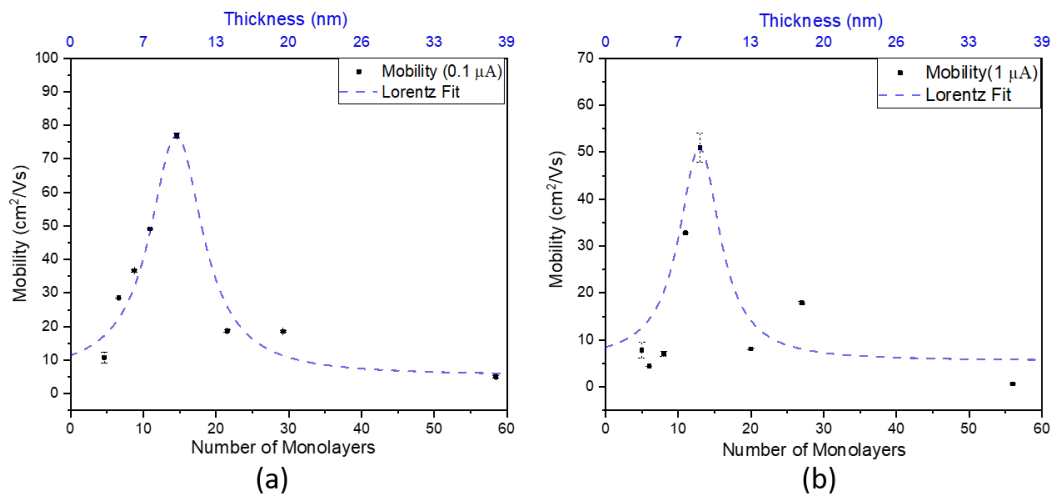 Thickness (nm)
0 7 13 20 26 33 39
Mobility (0.1 µA)
Lorentz Fit
Mobility (cm²/Vs)
100
90
80
70
60
50
40
30
20
10
0
0 10 20 30 40 50 60
Number of Monolayers
(a)
Thickness (nm)
0 7 13 20 26 33 39
Mobility(1 µA)
Lorentz Fit
Mobility (cm²/Vs)
70
60
50
40
30
20
10
0
0 10 20 30 40 50 60
Number of Monolayers
(b)